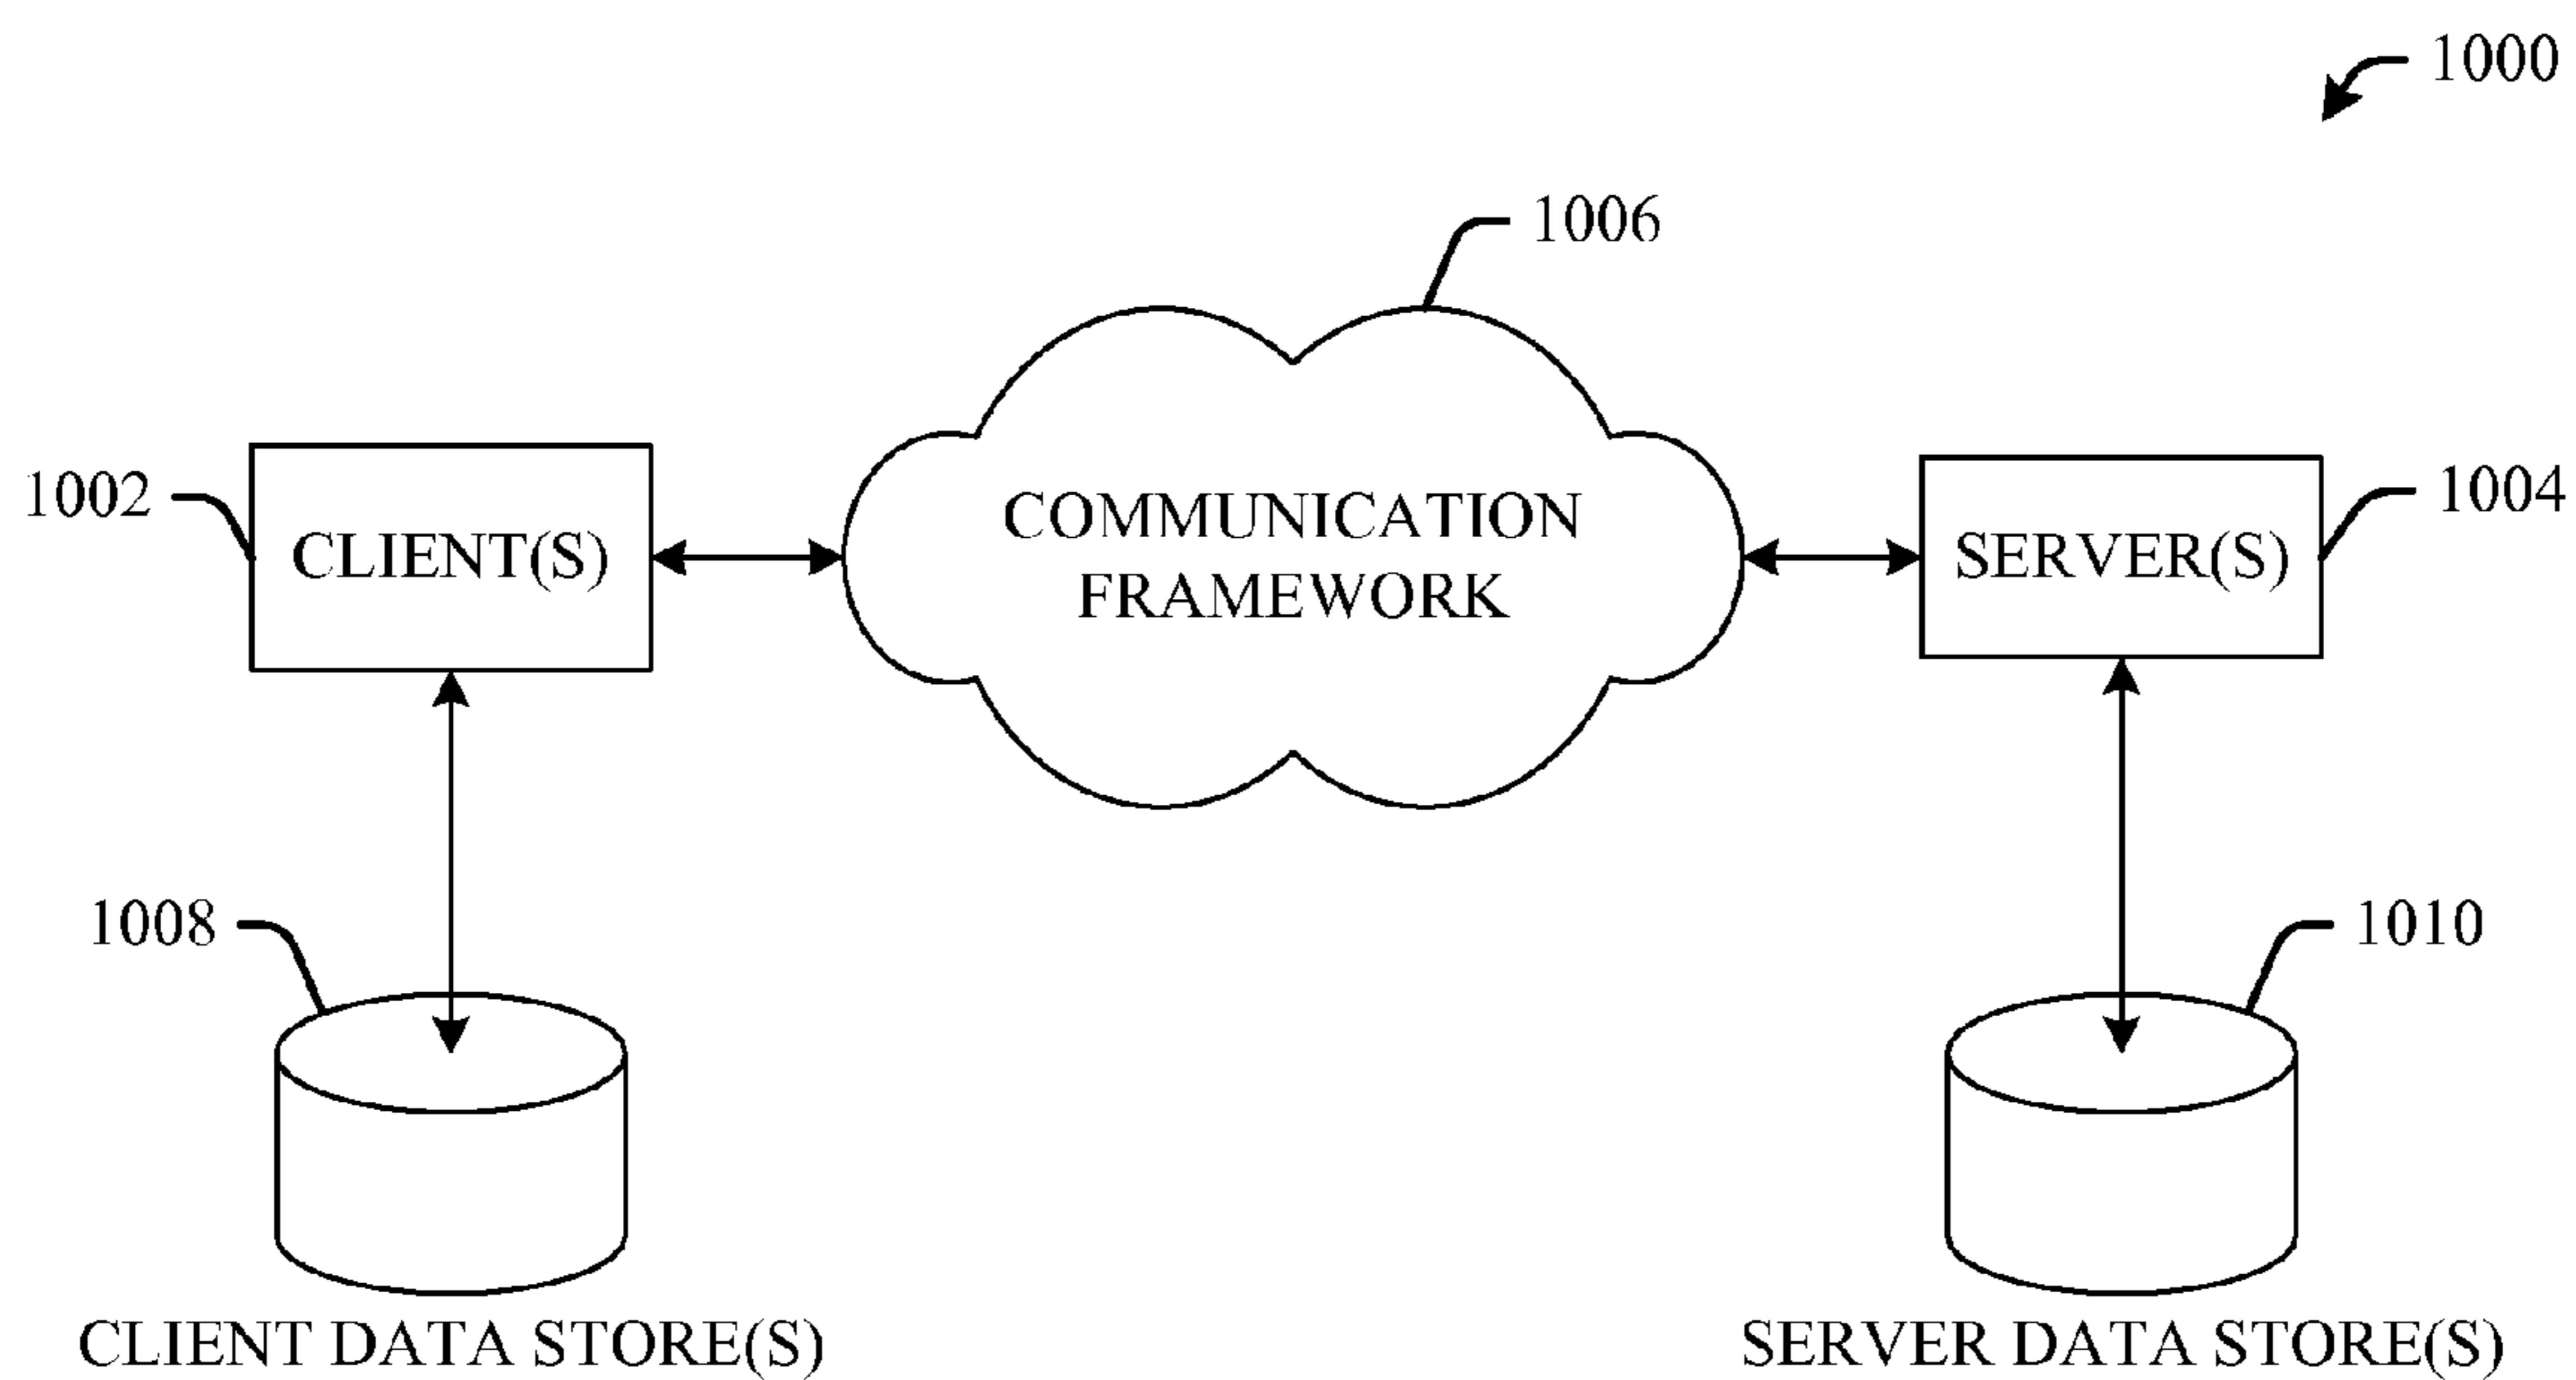 1000
1006
1002
CLIENT(S)
COMMUNICATION
FRAMEWORK
SERVER(S)
1004
1008
1010
CLIENT DATA STORE(S)
SERVER DATA STORE(S)